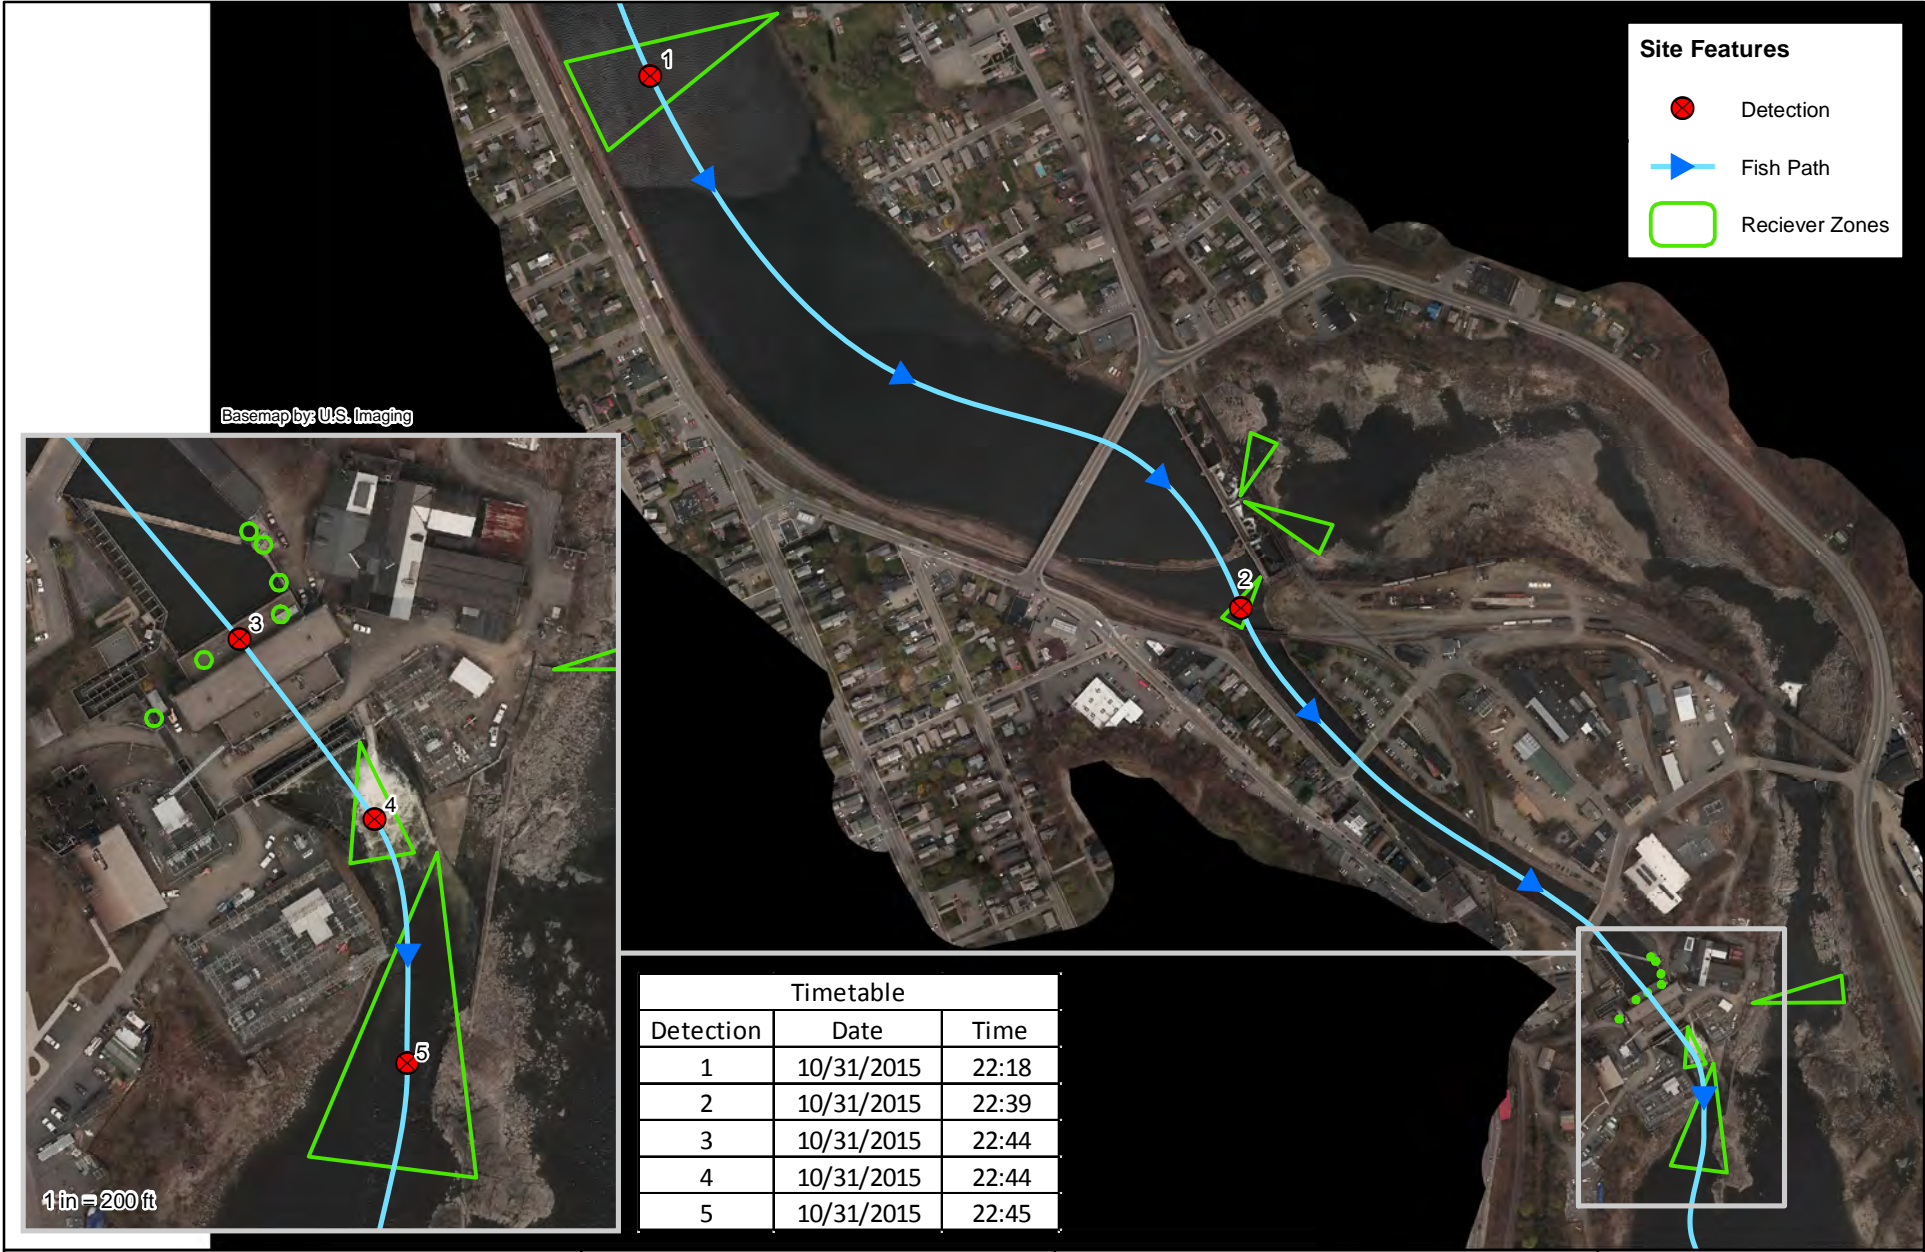 1
Site Features
Detection
Fish Path
Reciever Zones
Basemap by: U.S. Imaging
2
3
4
5
1 in = 200 ft
Timetable
Detection Date Time
1 10/31/2015 22:18
2 10/31/2015 22:39
3 10/31/2015 22:44
4 10/31/2015 22:44
5 10/31/2015 22:45